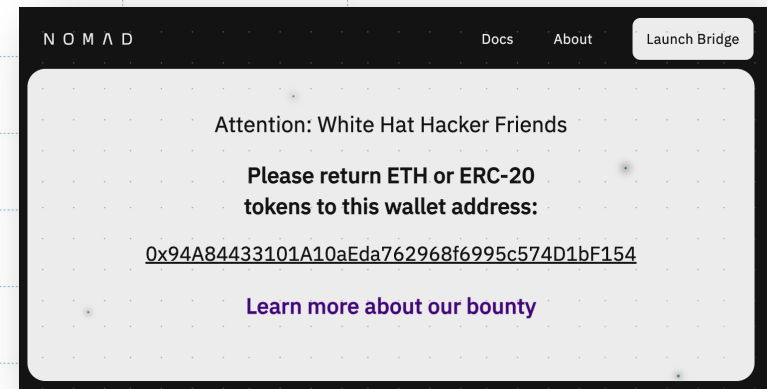 NOMAD
Docs
About
Launch Bridge
Attention: White Hat Hacker Friends
Please return ETH or ERC-20
tokens to this wallet address:
0x94A84433101A10aEda762968f6995c574D1bF154
Learn more about our bounty